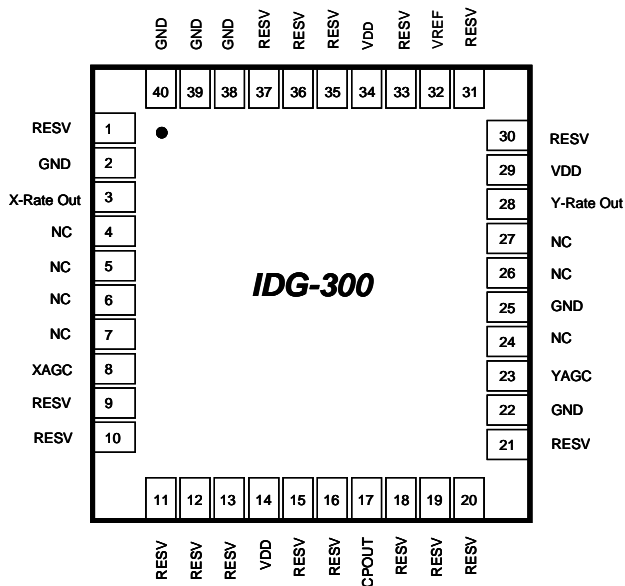 GND GND GND RESV RESV RESV VDD RESV VREF RESV
40 39 38 37 36 35 34 33 32 31
RESV 1
GND 2
X-Rate Out 3
NC 4
NC 5
NC 6
NC 7
XAGC 8
RESV 9
RESV 10
IDG-300
30 RESV
29 VDD
28 Y-Rate Out
27 NC
26 NC
25 GND
24 NC
23 YAGC
22 GND
21 RESV
11 12 13 14 15 16 17 18 19 20
RESV RESV RESV VDD RESV RESV CPOUT RESV RESV RESV